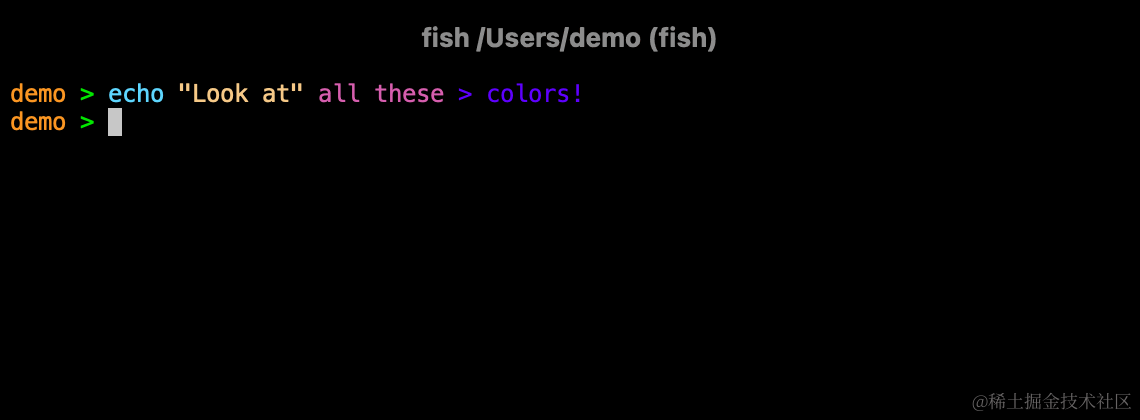 fish /Users/demo (fish)
demo > echo "Look at" all these > colors!
demo >
@稀土掘金技术社区